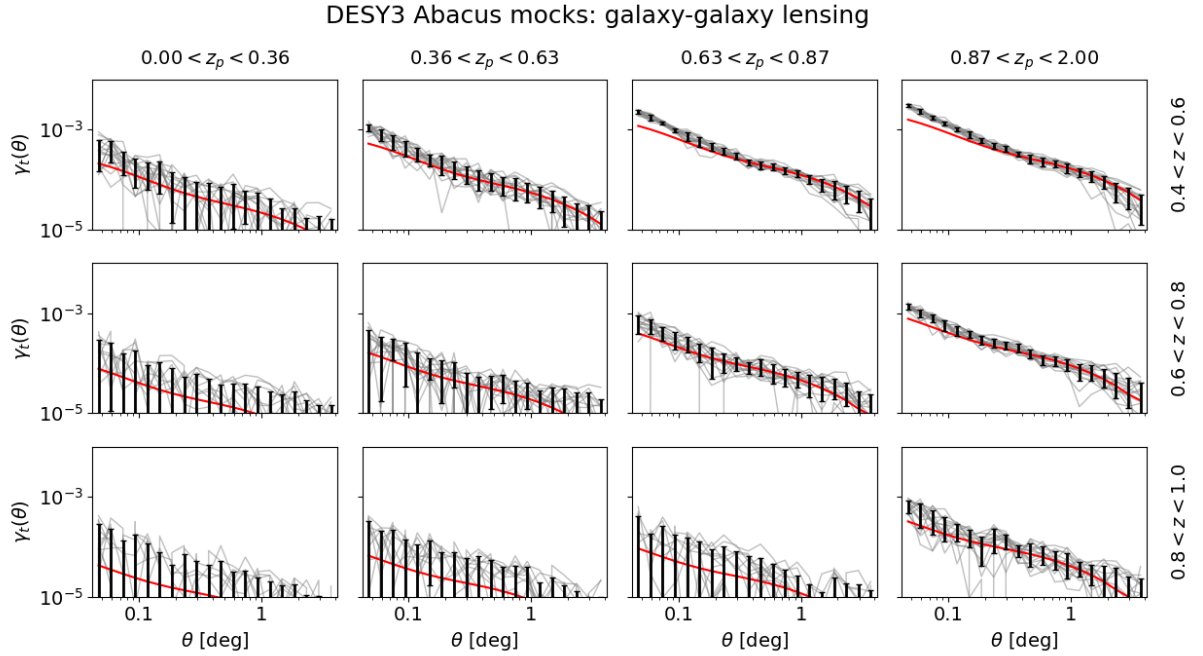 DESY3 Abacus mocks: galaxy-galaxy lensing
0.00 < z_p < 0.36
0.36 < z_p < 0.63
0.63 < z_p < 0.87
0.87 < z_p < 2.00
γ_t(θ)
10^{-3}
10^{-5}
0.4 < z < 0.6
γ_t(θ)
10^{-3}
10^{-5}
0.6 < z < 0.8
γ_t(θ)
10^{-3}
10^{-5}
0.8 < z < 1.0
0.1 1 0.1 1 0.1 1 0.1 1
θ [deg] θ [deg] θ [deg] θ [deg]